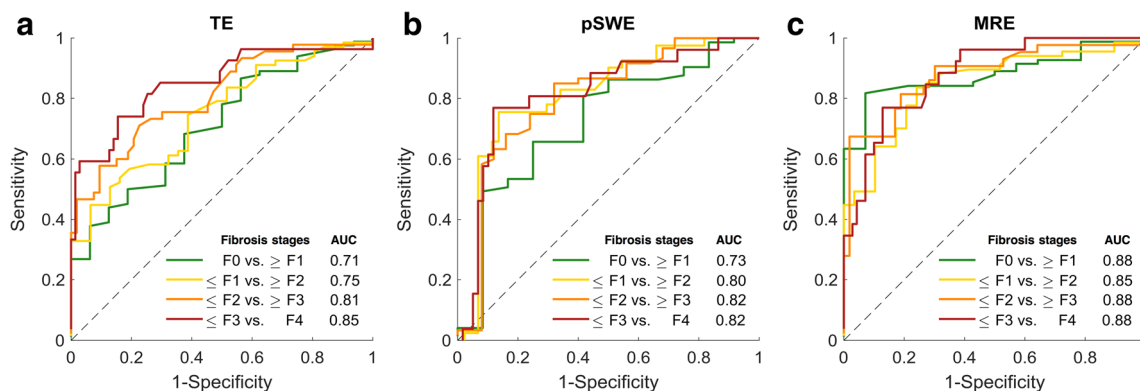 a
TE
1
0.8
0.6
0.4
0.2
0
Sensitivity
Fibrosis stages AUC
F0 vs. ≥ F1 0.71
≤ F1 vs. ≥ F2 0.75
≤ F2 vs. ≥ F3 0.81
≤ F3 vs. F4 0.85
0 0.2 0.4 0.6 0.8 1
1-Specificity
b
pSWE
1
0.8
0.6
0.4
0.2
0
Sensitivity
Fibrosis stages AUC
F0 vs. ≥ F1 0.73
≤ F1 vs. ≥ F2 0.80
≤ F2 vs. ≥ F3 0.82
≤ F3 vs. F4 0.82
0 0.2 0.4 0.6 0.8 1
1-Specificity
c
MRE
1
0.8
0.6
0.4
0.2
0
Sensitivity
Fibrosis stages AUC
F0 vs. ≥ F1 0.88
≤ F1 vs. ≥ F2 0.85
≤ F2 vs. ≥ F3 0.88
≤ F3 vs. F4 0.88
0 0.2 0.4 0.6 0.8 1
1-Specificity